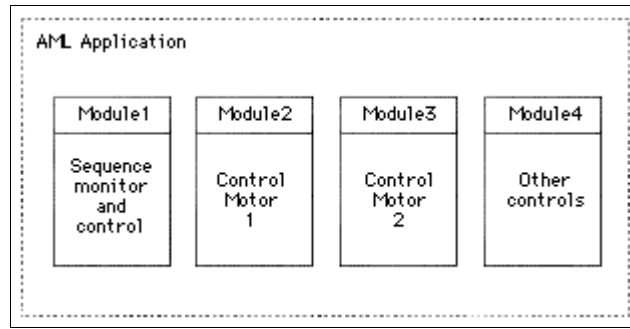 AML Application
Module1
Module2
Module3
Module4
Sequence
monitor
and
control
Control
Motor
1
Control
Motor
2
Other
controls